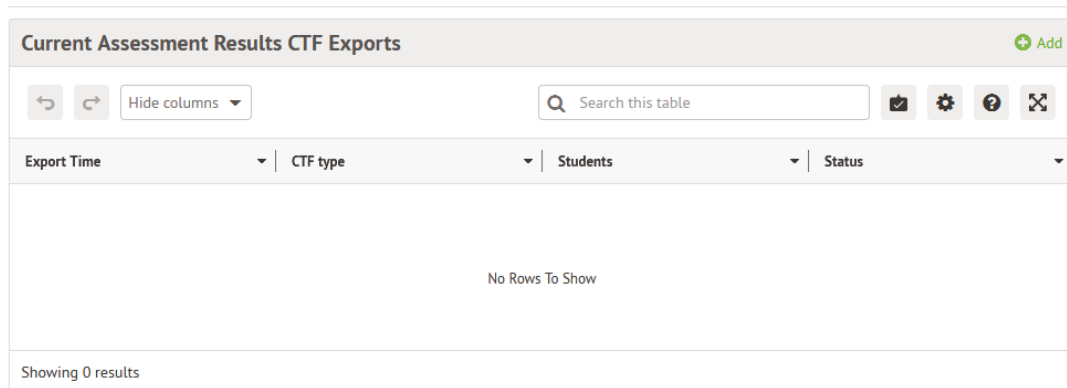 Current Assessment Results CTF Exports
Add
Hide columns
Search this table
Export Time
CTF type
Students
Status
No Rows To Show
Showing 0 results